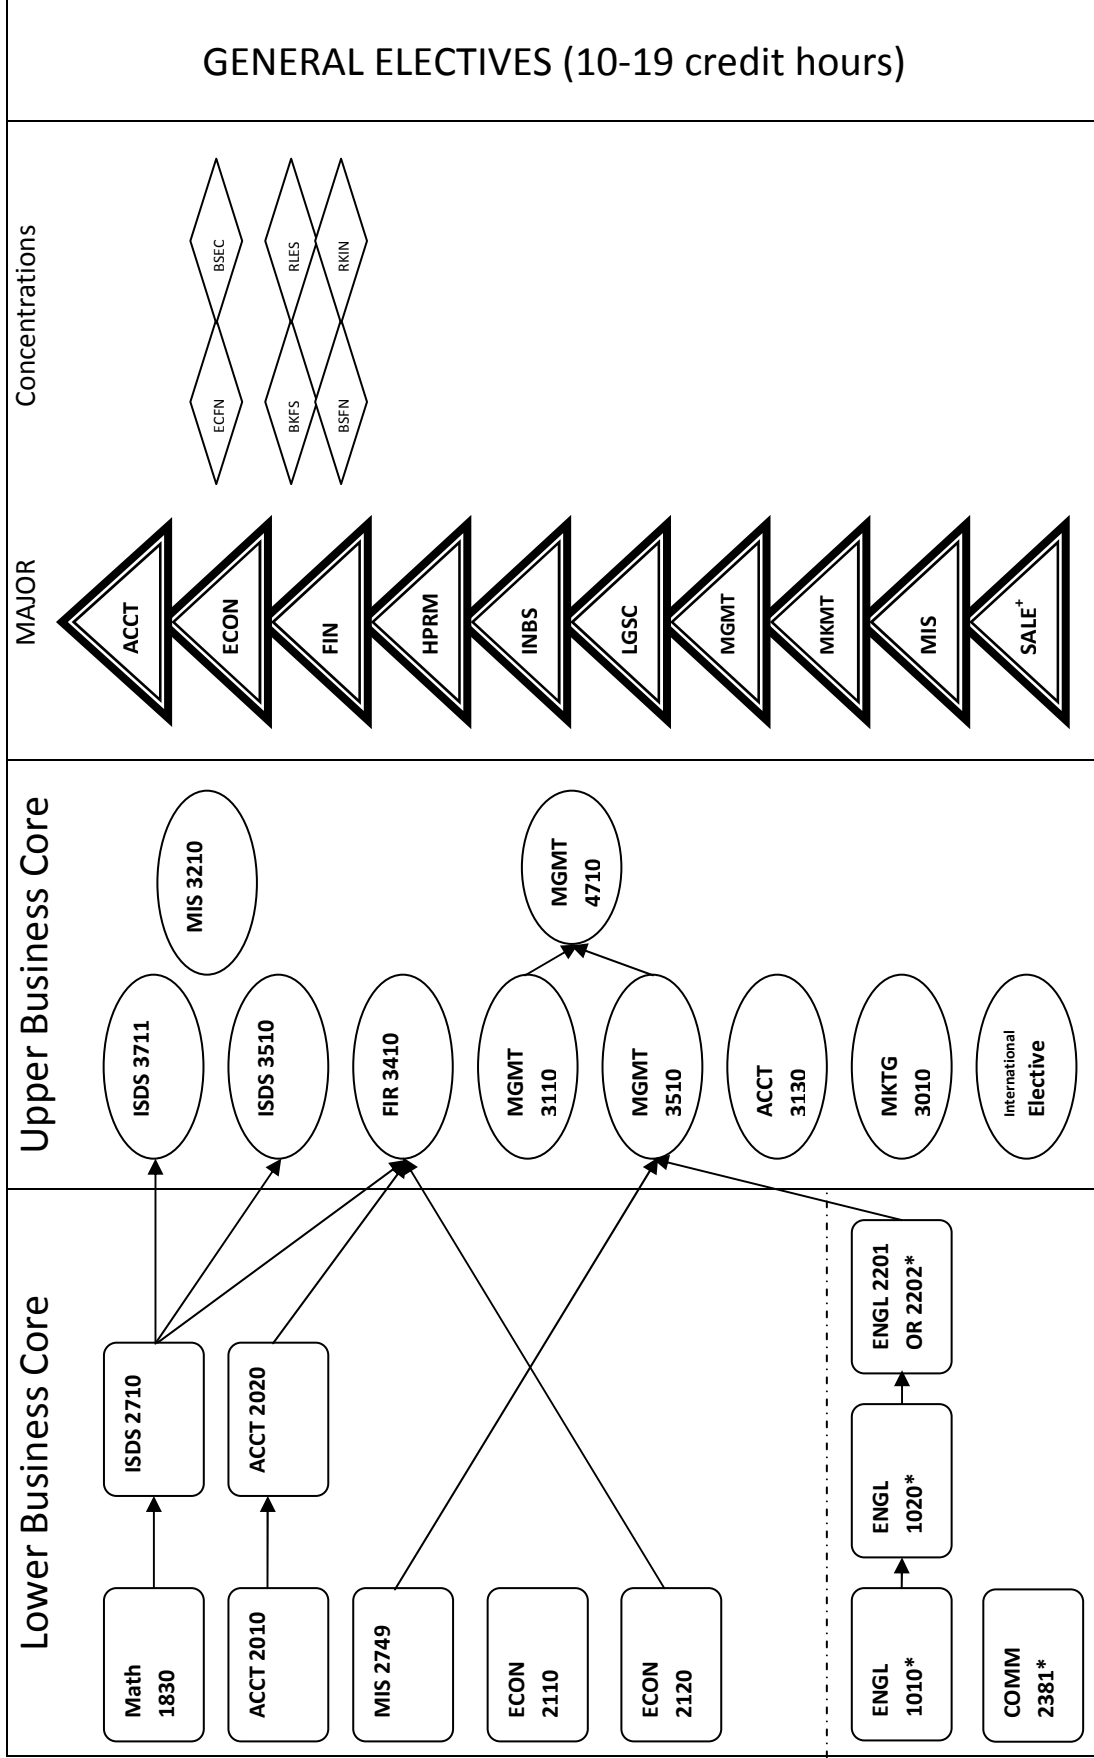 Lower Business Core
Math
1830
ISDS 2710
ACCT 2010
ACCT 2020
MIS 2749
ECON
2110
ECON
2120
ENGL
1010*
ENGL
1020*
ENGL 2201
OR 2202*
COMM
2381*
Upper Business Core
ISDS 3711
MIS 3210
ISDS 3510
FIR 3410
MGMT
3110
MGMT
4710
MGMT
3510
ACCT
3130
MKTG
3010
International
Elective
MAJOR
ACCT
ECON
FIN
HPRM
INBS
LGSC
MGMT
MKMT
MIS
SALE+
Concentrations
ECFN
BSEC
BKFS
RLES
BSFN
RKIN
GENERAL ELECTIVES (10-19 credit hours)